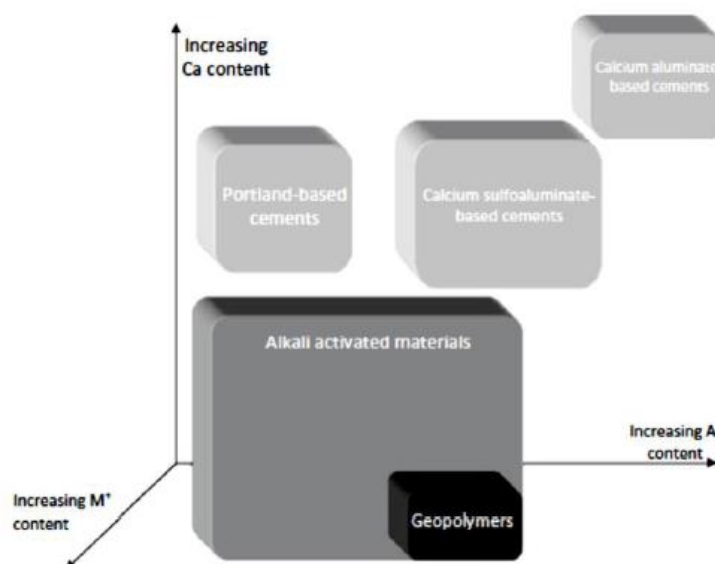 Increasing
Ca content
Calcium aluminate
based cements
Portland-based
cements
Calcium sulfoaluminate-
based cements
Alkali activated materials
Increasing A
content
Increasing M⁺
content
Geopolymers